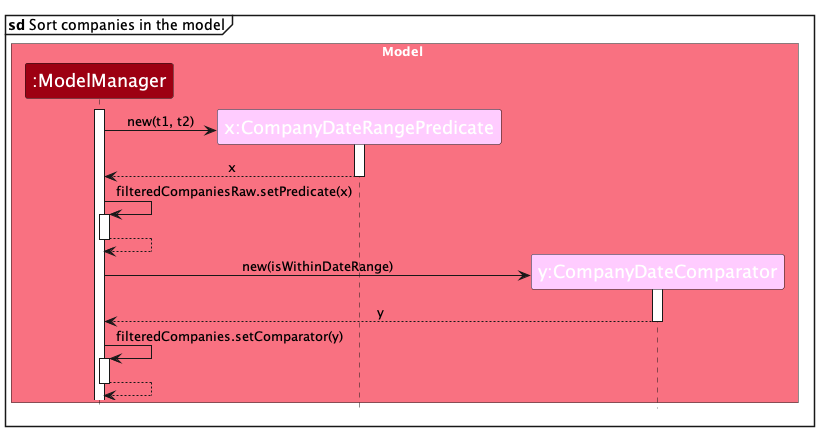 sd Sort companies in the model
Model
:ModelManager
new(t1, t2)
x:CompanyDateRangePredicate
x
filteredCompaniesRaw.setPredicate(x)
new(isWithinDateRange)
y:CompanyDateComparator
y
filteredCompanies.setComparator(y)